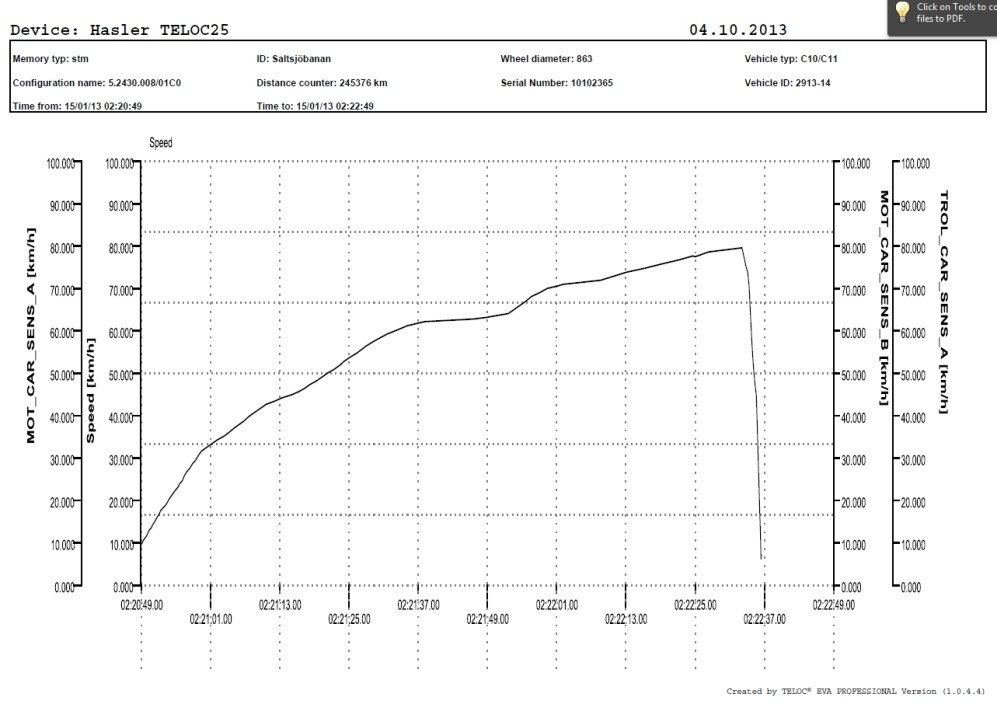 Click on Tools to co
files to PDF.
Device: Hasler TELOC25 04.10.2013
Memory typ: stm ID: Saltsjöbanan Wheel diameter: 863 Vehicle typ: C10/C11
Configuration name: 5.2430.008/01C0 Distance counter: 245376 km Serial Number: 10102365 Vehicle ID: 2913-14
Time from: 15/01/13 02:20:49 Time to: 15/01/13 02:22:49
Speed
100.000 100.000 100.000 100.000
90.000 90.000 90.000 90.000
80.000 80.000 80.000 80.000
70.000 70.000 70.000 70.000
60.000 60.000 60.000 60.000
50.000 50.000 50.000 50.000
40.000 40.000 40.000 40.000
30.000 30.000 30.000 30.000
20.000 20.000 20.000 20.000
10.000 10.000 10.000 10.000
0.000 0.000 0.000 0.000
MOT_CAR_SENS_A [km/h]
Speed [km/h]
MOT_CAR_SENS_B [km/h]
TROL_CAR_SENS_A [km/h]
02:20:49.00 02:21:13.00 02:21:37.00 02:22:01.00 02:22:25.00 02:22:49.00
02:21:01.00 02:21:25.00 02:21:49.00 02:22:13.00 02:22:37.00
Created by TELOC® EVA PROFESSIONAL Version (1.0.4.4)